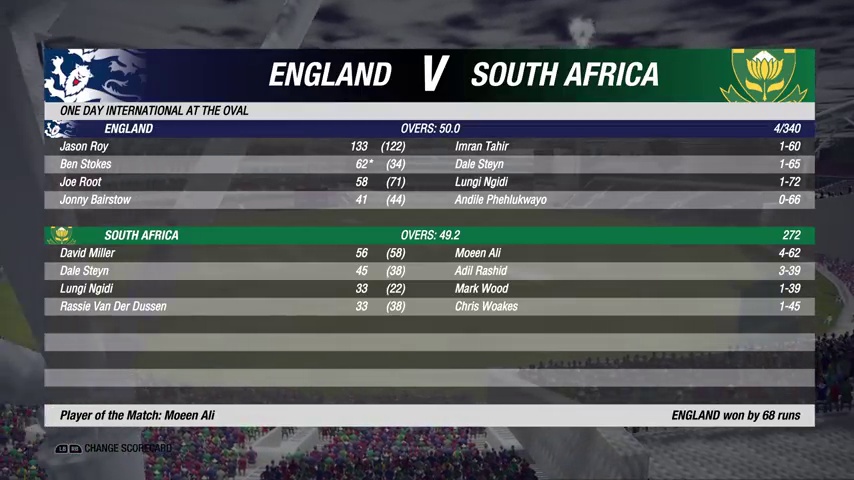 ENGLAND V SOUTH AFRICA
ONE DAY INTERNATIONAL AT THE OVAL
ENGLAND OVERS: 50.0 4/340
Jason Roy 133 (122) Imran Tahir 1-60
Ben Stokes 62* (34) Dale Steyn 1-65
Joe Root 58 (71) Lungi Ngidi 1-72
Jonny Bairstow 41 (44) Andile Phehlukwayo 0-66
SOUTH AFRICA OVERS: 49.2 272
David Miller 56 (58) Moeen Ali 4-62
Dale Steyn 45 (38) Adil Rashid 3-39
Lungi Ngidi 33 (22) Mark Wood 1-39
Rassie Van Der Dussen 33 (38) Chris Woakes 1-45
Player of the Match: Moeen Ali ENGLAND won by 68 runs
LB RB CHANGE SCORECARD